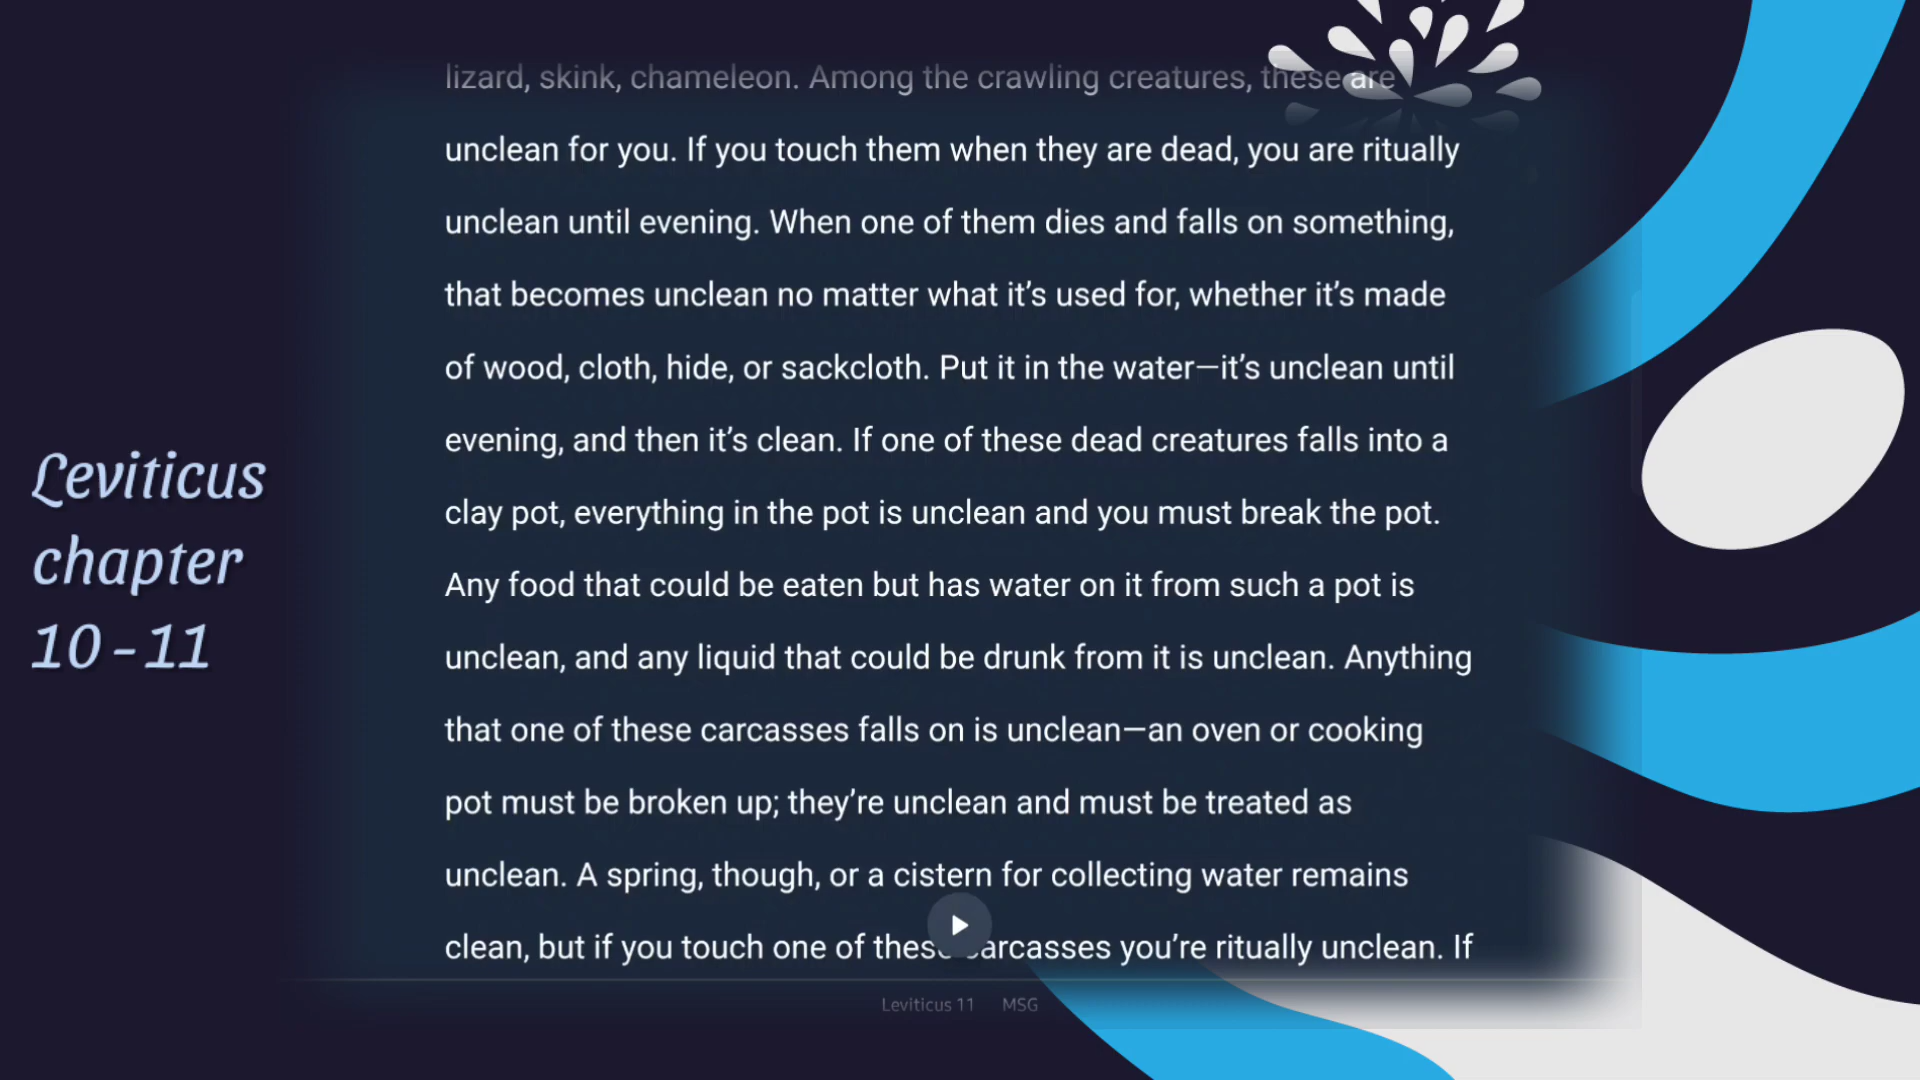 Leviticus
chapter
10-11
lizard, skink, chameleon. Among the crawling creatures, these are
unclean for you. If you touch them when they are dead, you are ritually
unclean until evening. When one of them dies and falls on something,
that becomes unclean no matter what it’s used for, whether it’s made
of wood, cloth, hide, or sackcloth. Put it in the water—it’s unclean until
evening, and then it’s clean. If one of these dead creatures falls into a
clay pot, everything in the pot is unclean and you must break the pot.
Any food that could be eaten but has water on it from such a pot is
unclean, and any liquid that could be drunk from it is unclean. Anything
that one of these carcasses falls on is unclean—an oven or cooking
pot must be broken up; they’re unclean and must be treated as
unclean. A spring, though, or a cistern for collecting water remains
clean, but if you touch one of these carcasses you’re ritually unclean. If
Leviticus 11 MSG